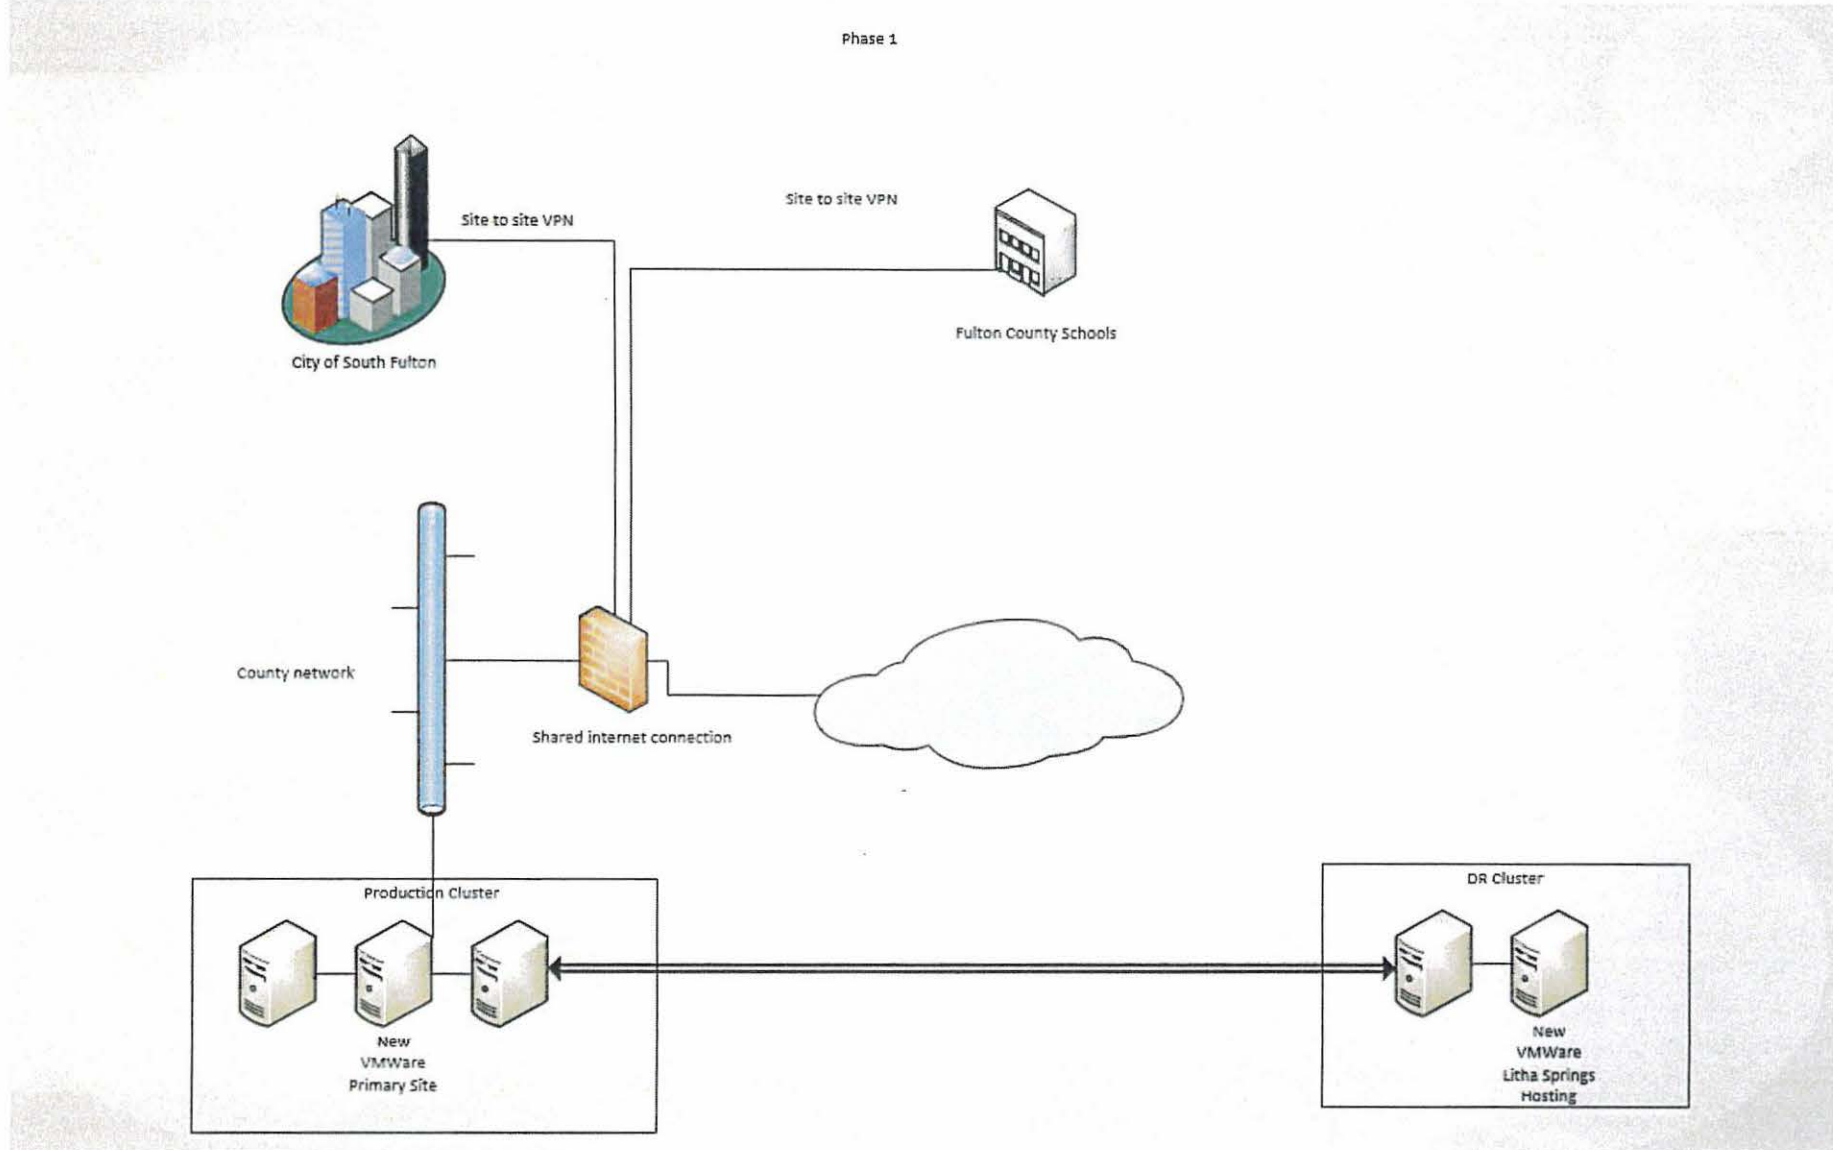 Phase 1
Site to site VPN
Site to site VPN
Fulton County Schools
City of South Fulton
County network
Shared internet connection
Production Cluster
New
VMWare
Primary Site
DR Cluster
New
VMWare
Litha Springs
Hosting